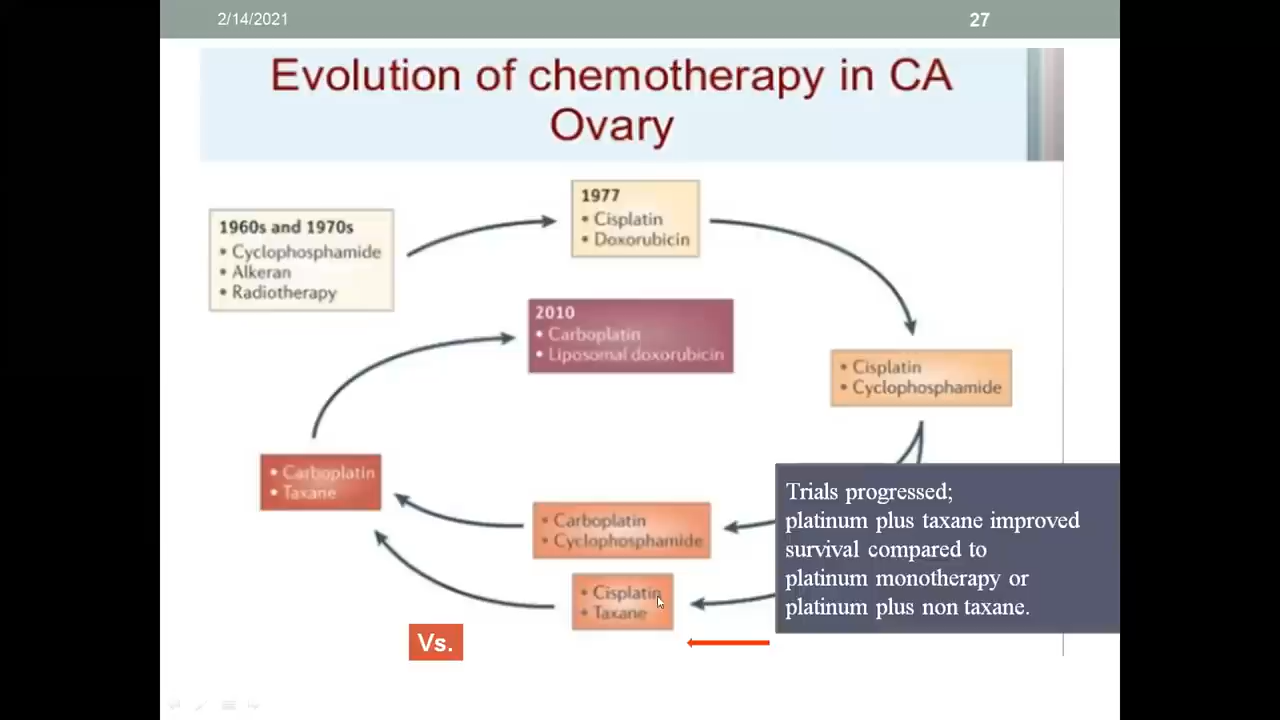 2/14/2021
27
Evolution of chemotherapy in CA
Ovary
1960s and 1970s
• Cyclophosphamide
• Alkeran
• Radiotherapy
1977
• Cisplatin
• Doxorubicin
• Cisplatin
• Cyclophosphamide
2010
• Carboplatin
• Liposomal doxorubicin
• Carboplatin
• Taxane
• Carboplatin
• Cyclophosphamide
• Cisplatin
• Taxane
Trials progressed;
platinum plus taxane improved
survival compared to
platinum monotherapy or
platinum plus non taxane.
Vs.